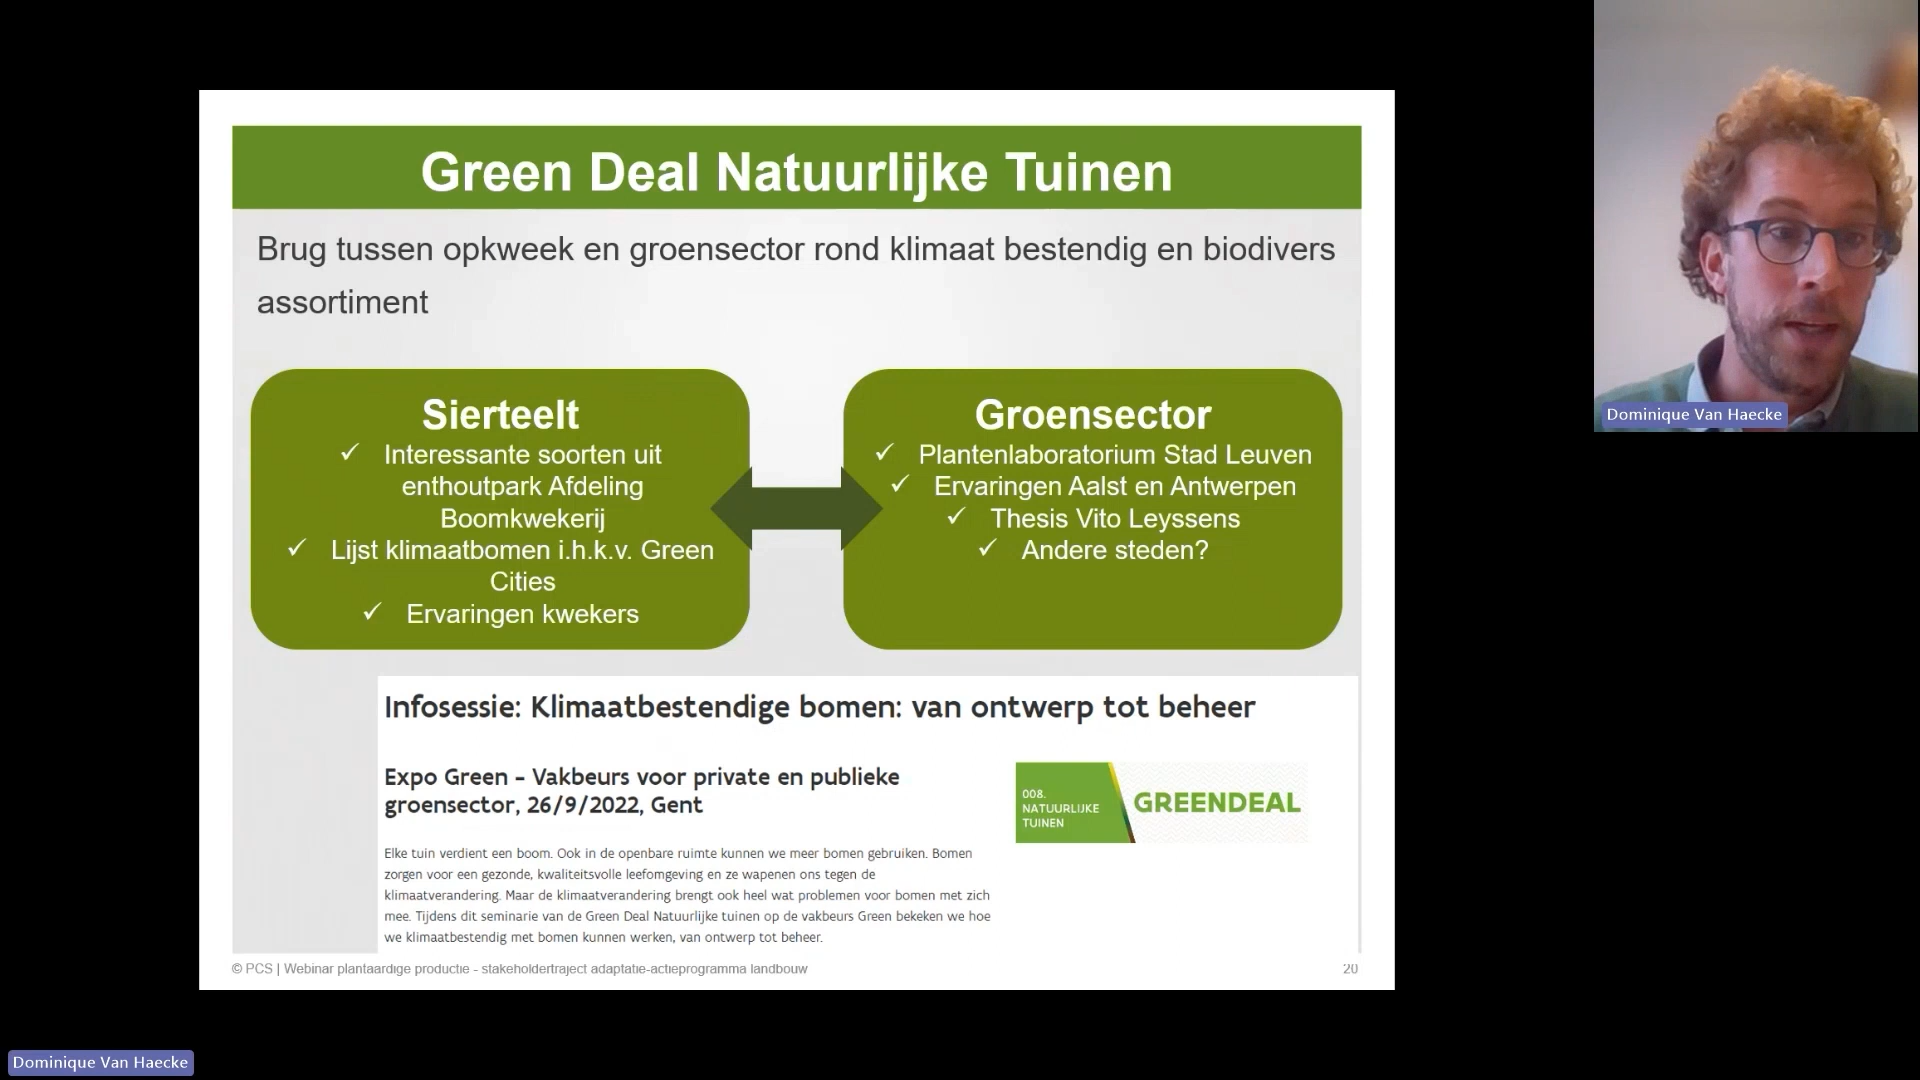 Green Deal Natuurlijke Tuinen
Brug tussen opkweek en groensector rond klimaat bestendig en biodivers
assortiment
Sierteelt
✓ Interessante soorten uit
enthoutpark Afdeling
Boomkwekerij
✓ Lijst klimaatbomen i.h.k.v. Green
Cities
✓ Ervaringen kwekers
Groensector
✓ Plantenlaboratorium Stad Leuven
✓ Ervaringen Aalst en Antwerpen
✓ Thesis Vito Leyssens
✓ Andere steden?
Infosessie: Klimaatbestendige bomen: van ontwerp tot beheer
Expo Green - Vakbeurs voor private en publieke
groensector, 26/9/2022, Gent
Elke tuin verdient een boom. Ook in de openbare ruimte kunnen we meer bomen gebruiken. Bomen
zorgen voor een gezonde, kwaliteitsvolle leefomgeving en ze wapenen ons tegen de
klimaatverandering. Maar de klimaatverandering brengt ook heel wat problemen voor bomen met zich
mee. Tijdens dit seminarie van de Green Deal Natuurlijke tuinen op de vakbeurs Green bekeken we hoe
we klimaatbestendig met bomen kunnen werken, van ontwerp tot beheer.
008.
NATUURLIJKE
TUINEN
GREENDEAL
© PCS | Webinar plantaardige productie - stakeholdertraject adaptatie-actieprogramma landbouw
20
Dominique Van Haecke
Dominique Van Haecke